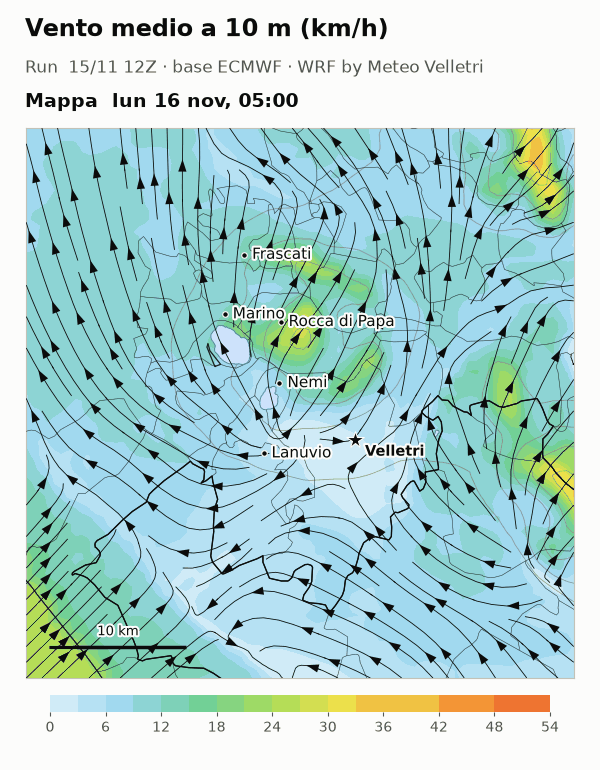 Vento medio a 10 m (km/h)
Run  15/11 12Z · base ECMWF · WRF by Meteo Velletri
Mappa  lun 16 nov, 05:00
Frascati
Marino
Rocca di Papa
Nemi
Lanuvio
Velletri
10 km
0 6 12 18 24 30 36 42 48 54